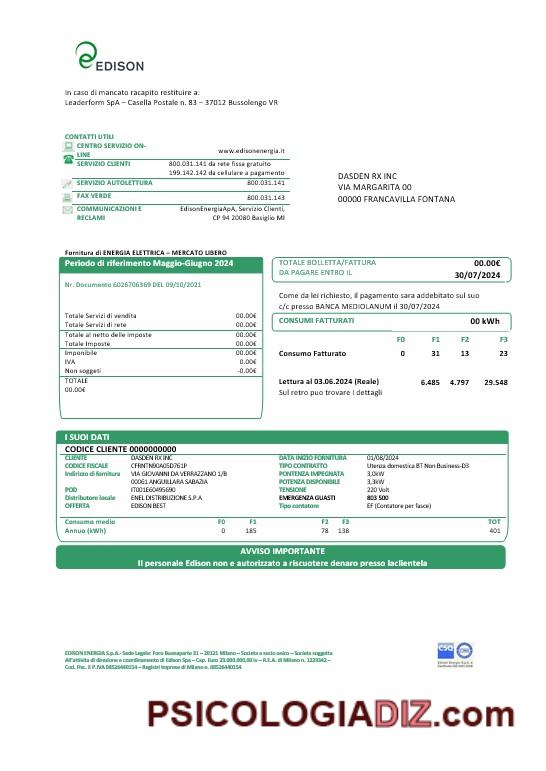 EDISON
In caso di mancato racapito restituire a:
Leaderform SpA – Casella Postale n. 83 – 37012 Bussolengo VR
CONTATTI UTILI
CENTRO SERVIZIO ON-LINE www.edisonenergia.it
SERVIZIO CLIENTI 800.031.141 da rete fissa gratuito
199.142.142 da cellulare a pagamento
SERVIZIO AUTOLETTURA 800.031.141
FAX VERDE 800.031.143
COMUNICAZIONI E RECLAMI EdisonEnergiaApA, Servizio Clienti,
CP 94 20080 Basiglio MI
DASDEN RX INC
VIA MARGARITA 00
00000 FRANCAVILLA FONTANA
Fornitura di ENERGIA ELETTRICA – MERCATO LIBERO
Periodo di riferimento Maggio-Giugno 2024
Nr. Documento 6026706369 DEL 09/10/2021
Totale Servizi di vendita 00.00€
Totale Servizi di rete 00.00€
Totale al netto delle imposte 00.00€
Totale Imposte 00.00€
Imponibile 00.00€
IVA 0.00€
Non soggeti -0.00€
TOTALE
00.00€
TOTALE BOLLETTA/FATTURA 00.00€
DA PAGARE ENTRO IL 30/07/2024
Come da lei richiesto, il pagamento sara addebitato sul suo
c/c presso BANCA MEDIOLANUM il 30/07/2024
CONSUMI FATTURATI 00 kWh
F0 F1 F2 F3
Consumo Fatturato 0 31 13 23
Lettura al 03.06.2024 (Reale) 6.485 4.797 29.548
Sul retro puo trovare i dettagli
I SUOI DATI
CODICE CLIENTE 0000000000
CLIENTE DASDEN RX INC
CODICE FISCALE CFRNTN90A05D761P
Indirizzo di fornitura VIA GIOVANNI DA VERRAZZANO 1/B
00061 ANGUILLARA SABAZIA
POD IT001E60495690
Distributore locale ENEL DISTRIBUZIONE S.P.A
OFFERTA EDISON BEST
DATA INIZIO FORNITURA 01/08/2024
TIPO CONTRATTO Utenza domestica BT Non Business-D3
PONTENZA IMPEGNATA 3,0kW
POTENZA DISPONIBILE 3,3kW
TENSIONE 220 Volt
EMERGENZA GUASTI 803 500
Tipo contatore EF (Contatore per fasce)
Consumo medio F0 F1 F2 F3 TOT
Annuo (kWh) 0 185 78 138 401
AVVISO IMPORTANTE
Il personale Edison non e autorizzato a riscuotere denaro presso laclientela
EDISON ENERGIA S.p.A.- Sede Legale: Foro Buonaparte 31 – 20121 Milano – Societa a socio unico – Societa soggetta
All'attivita di direzione e coordinamento di Edison Spa – Cap. Euro 23.000.000,00 iv – R.E.A. di Milano n. 1229342 –
Cod. Fisc. E P.IVA 08526440154 – Registri Imprese di Milano n. 08526440154
CSQ
PSICOLOGIADIZ.com